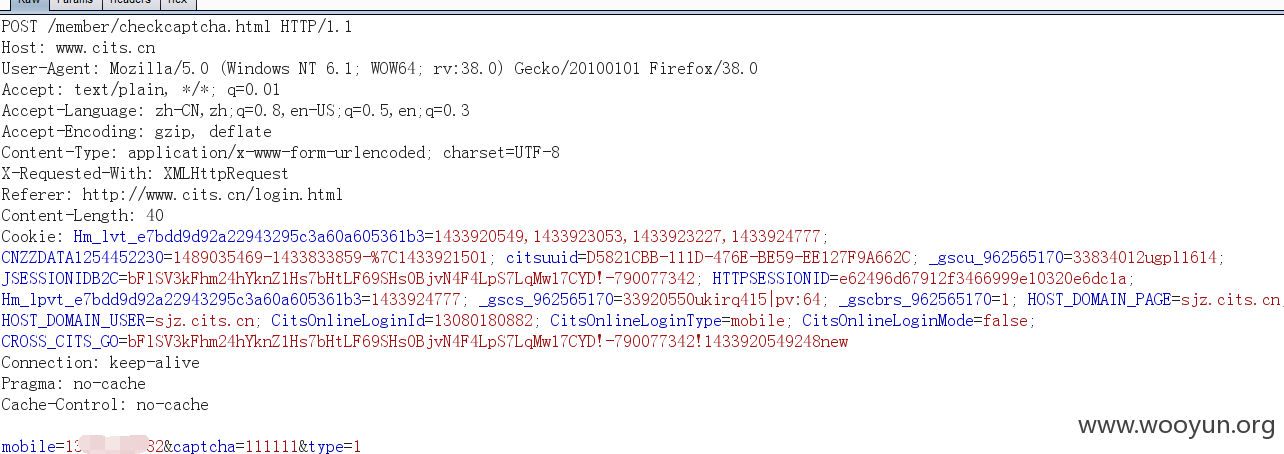 Raw Params Headers Hex
POST /member/checkcaptcha.html HTTP/1.1
Host: www.cits.cn
User-Agent: Mozilla/5.0 (Windows NT 6.1; WOW64; rv:38.0) Gecko/20100101 Firefox/38.0
Accept: text/plain, */*; q=0.01
Accept-Language: zh-CN,zh;q=0.8,en-US;q=0.5,en;q=0.3
Accept-Encoding: gzip, deflate
Content-Type: application/x-www-form-urlencoded; charset=UTF-8
X-Requested-With: XMLHttpRequest
Referer: http://www.cits.cn/login.html
Content-Length: 40
Cookie: Hm_lvt_e7bdd9d92a22943295c3a60a605361b3=1433920549,1433923053,1433923227,1433924777;
CNZZDATA1254452230=1489035469-1433833859-%7C1433921501; citsuuid=D5821CBB-111D-476E-BE59-EE127F9A662C; _gscu_962565170=33834012ugpl1614;
JSESSIONIDB2C=bFlSV3kFhm24hYknZ1Hs7bHtLF69SHs0BjvN4F4LpS7LqMw17CYD!-790077342; HTTPSESSIONID=e62496d67912f3466999e10320e6dc1a;
Hm_lpvt_e7bdd9d92a22943295c3a60a605361b3=1433924777; _gscs_962565170=33920550ukirq415|pv:64; _gscbrs_962565170=1; HOST_DOMAIN_PAGE=sjz.cits.cn;
HOST_DOMAIN_USER=sjz.cits.cn; CitsOnlineLoginId=13080180882; CitsOnlineLoginType=mobile; CitsOnlineLoginMode=false;
CROSS_CITS_GO=bFlSV3kFhm24hYknZ1Hs7bHtLF69SHs0BjvN4F4LpS7LqMw17CYD!-790077342!1433920549248new
Connection: keep-alive
Pragma: no-cache
Cache-Control: no-cache
www.wooyun.org
mobile=13 82&captcha=111111&type=1